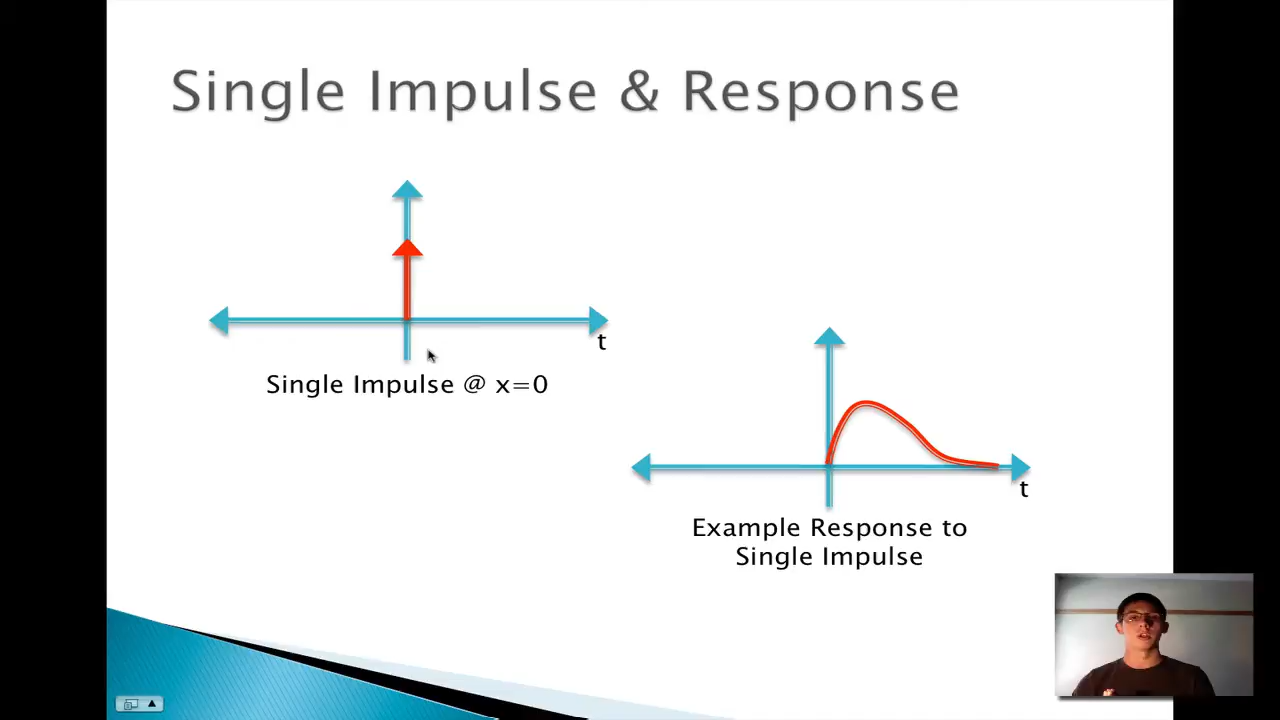 Single Impulse & Response
t
Single Impulse @ x=0
t
Example Response to
Single Impulse